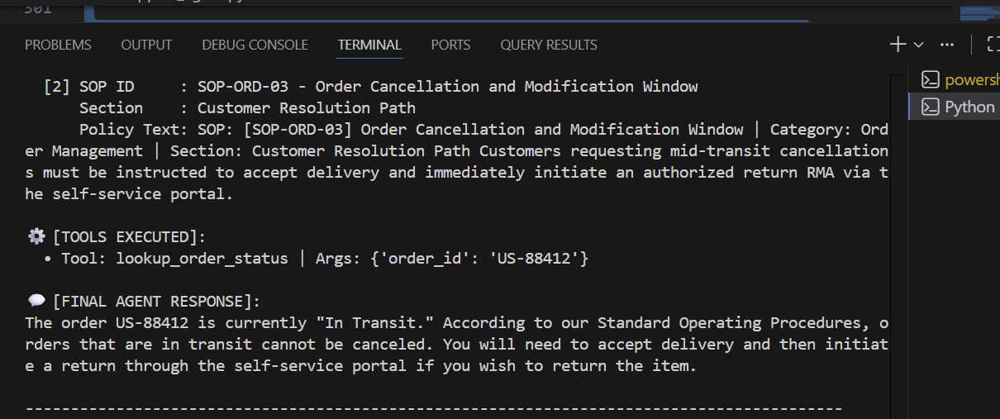 301
PROBLEMS OUTPUT DEBUG CONSOLE TERMINAL PORTS QUERY RESULTS
[2] SOP ID : SOP-ORD-03 - Order Cancellation and Modification Window
Section : Customer Resolution Path
Policy Text: SOP: [SOP-ORD-03] Order Cancellation and Modification Window | Category: Ord
er Management | Section: Customer Resolution Path Customers requesting mid-transit cancellation
s must be instructed to accept delivery and immediately initiate an authorized return RMA via t
he self-service portal.
⚙️ [TOOLS EXECUTED]:
• Tool: lookup_order_status | Args: {'order_id': 'US-88412'}
💬 [FINAL AGENT RESPONSE]:
The order US-88412 is currently "In Transit." According to our Standard Operating Procedures, o
rders that are in transit cannot be canceled. You will need to accept delivery and then initiat
e a return through the self-service portal if you wish to return the item.
-----------------------------------------------------------------------------------------
powersh
Python